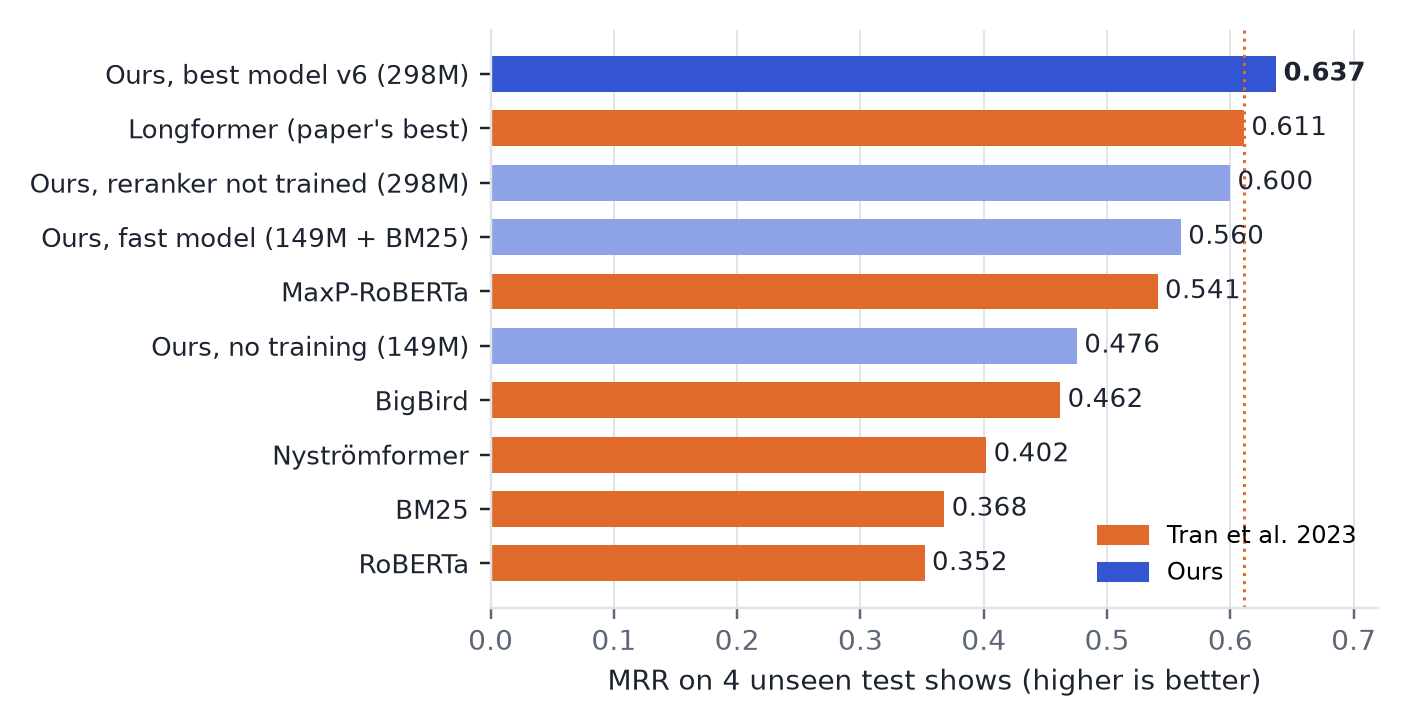 Ours, best model v6 (298M) 0.637
Longformer (paper's best) 0.611
Ours, reranker not trained (298M) 0.600
Ours, fast model (149M + BM25) 0.560
MaxP-RoBERTa 0.541
Ours, no training (149M) 0.476
BigBird 0.462
Nyströmformer 0.402
BM25 0.368
RoBERTa 0.352
Tran et al. 2023
Ours
0.0 0.1 0.2 0.3 0.4 0.5 0.6 0.7
MRR on 4 unseen test shows (higher is better)